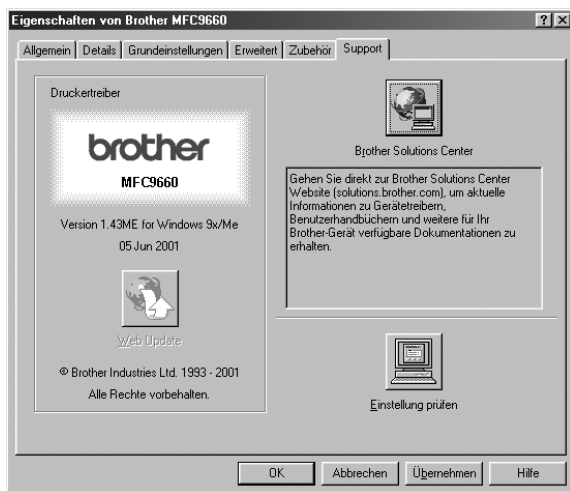 Eigenschaften von Brother MFC9660
Allgemein
Details
Grundeinstellungen
Erweitert
Zubehör
Support
Druckertreiber
brother
MFC9660
Version 1.43ME for Windows 9x/Me
05 Jun 2001
Web Update
© Brother Industries Ltd. 1993 - 2001
Alle Rechte vorbehalten.
Brother Solutions Center
Gehen Sie direkt zur Brother Solutions Center
Website (solutions.brother.com), um aktuelle
Informationen zu Gerätetreibern,
Benutzerhandbüchern und weitere für Ihr
Brother-Gerät verfügbare Dokumentationen zu
erhalten.
Einstellung prüfen
OK
Abbrechen
Übernehmen
Hilfe